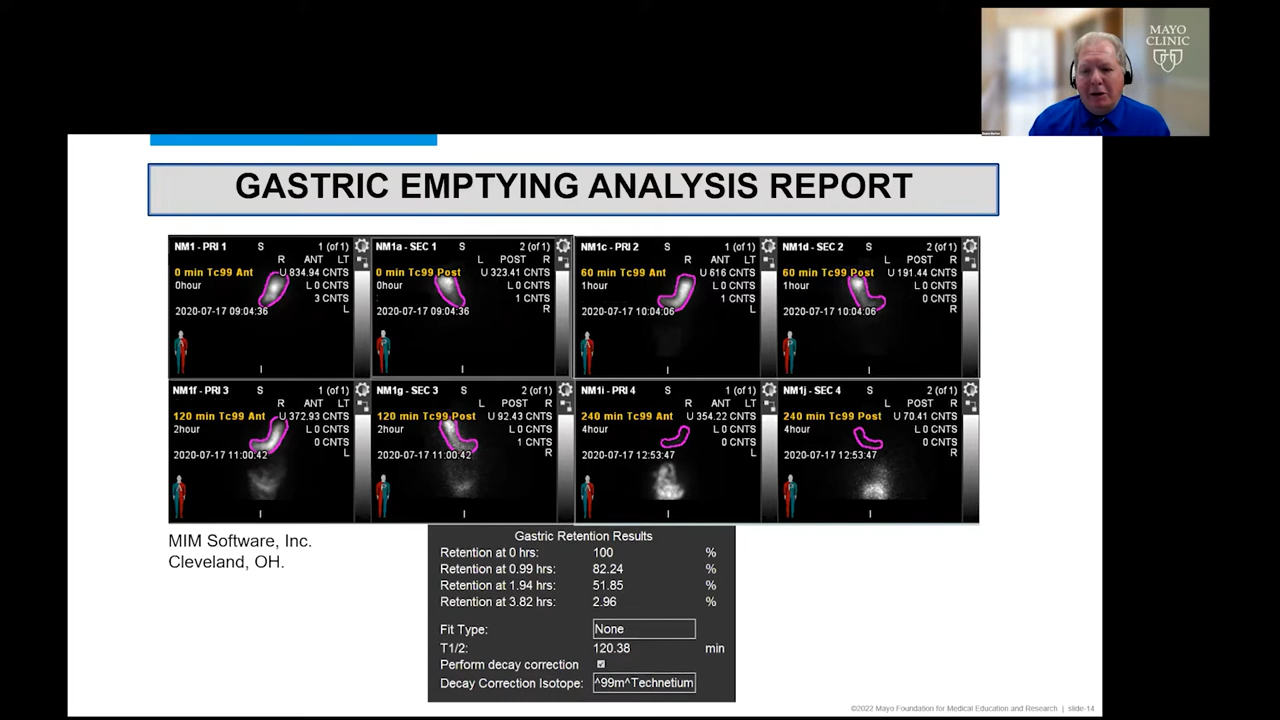 MAYO
CLINIC
GASTRIC EMPTYING ANALYSIS REPORT
NM1 - PRI 1 S 1 (of 1)
R ANT LT
0 min Tc99 Ant U 834.94 CNTS
0hour L 0 CNTS
3 CNTS
2020-07-17 09:04:36 L
NM1a - SEC 1 S 2 (of 1)
L POST R
0 min Tc99 Post U 323.41 CNTS
0hour L 0 CNTS
1 CNTS
2020-07-17 09:04:36 R
NM1c - PRI 2 S 1 (of 1)
R ANT LT
60 min Tc99 Ant U 616 CNTS
1hour L 0 CNTS
1 CNTS
2020-07-17 10:04:06 L
NM1d - SEC 2 S 2 (of 1)
L POST R
60 min Tc99 Post U 191.44 CNTS
1hour L 0 CNTS
0 CNTS
2020-07-17 10:04:06 R
NM1f - PRI 3 S 1 (of 1)
R ANT LT
120 min Tc99 Ant U 372.93 CNTS
2hour L 0 CNTS
0 CNTS
2020-07-17 11:00:42 L
NM1g - SEC 3 S 2 (of 1)
L POST R
120 min Tc99 Post U 92.43 CNTS
2hour L 0 CNTS
1 CNTS
2020-07-17 11:00:42 R
NM1i - PRI 4 S 1 (of 1)
R ANT LT
240 min Tc99 Ant U 354.22 CNTS
4hour L 0 CNTS
0 CNTS
2020-07-17 12:53:47 L
NM1j - SEC 4 S 2 (of 1)
L POST R
240 min Tc99 Post U 70.41 CNTS
4hour L 0 CNTS
0 CNTS
2020-07-17 12:53:47 R
MIM Software, Inc.
Cleveland, OH.
Gastric Retention Results
Retention at 0 hrs: 100 %
Retention at 0.99 hrs: 82.24 %
Retention at 1.94 hrs: 51.85 %
Retention at 3.82 hrs: 2.96 %
Fit Type: None
T1/2: 120.38 min
Perform decay correction
Decay Correction Isotope: ^99m^Technetium
©2022 Mayo Foundation for Medical Education and Research | slide-14